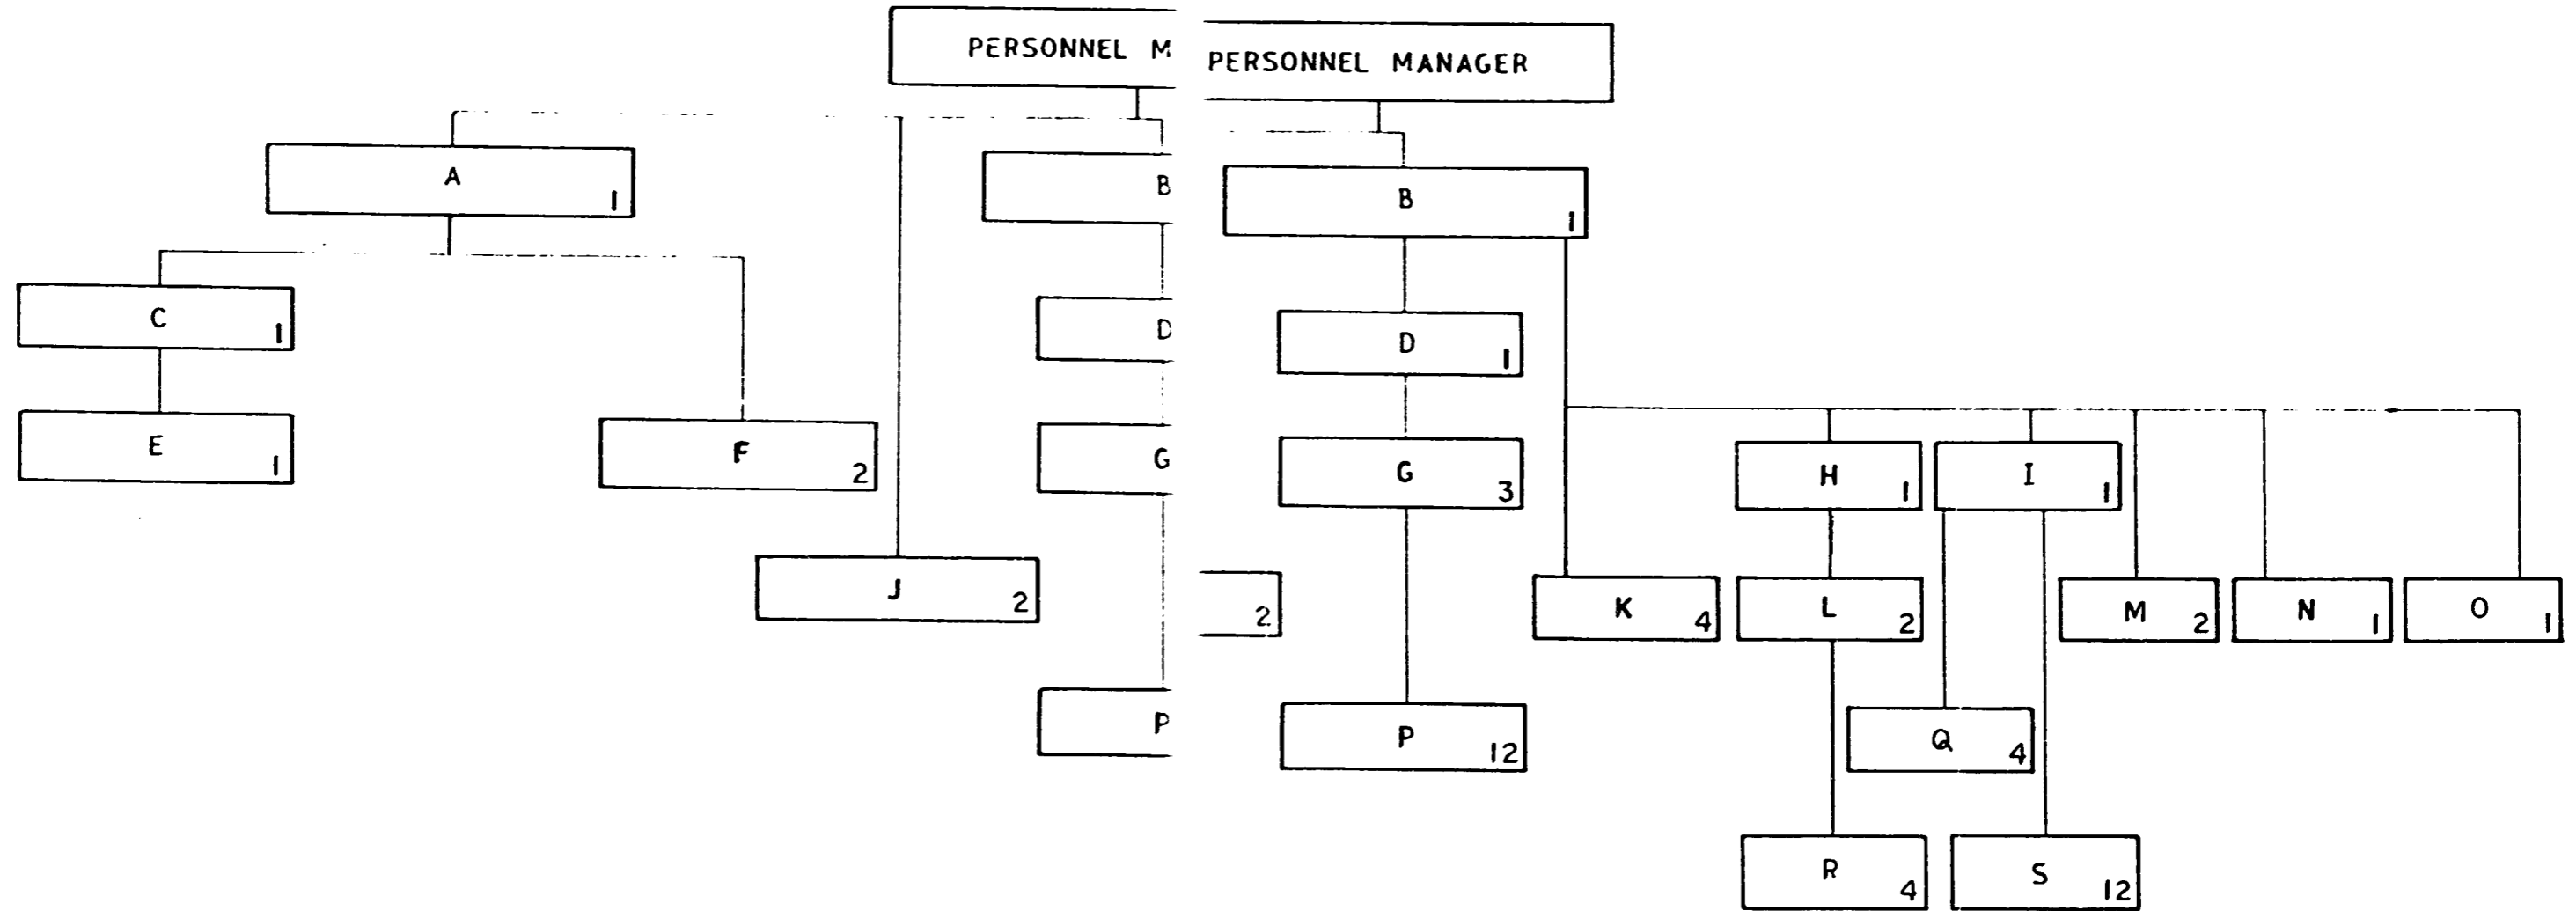 PERSONNEL M
PERSONNEL MANAGER
A 1
B
B 1
C 1
D
D 1
E 1
F 2
G
G 3
H 1
I 1
J 2
2
K 4
L 2
M 2
N 1
O 1
P
P 12
Q 4
R 4
S 12